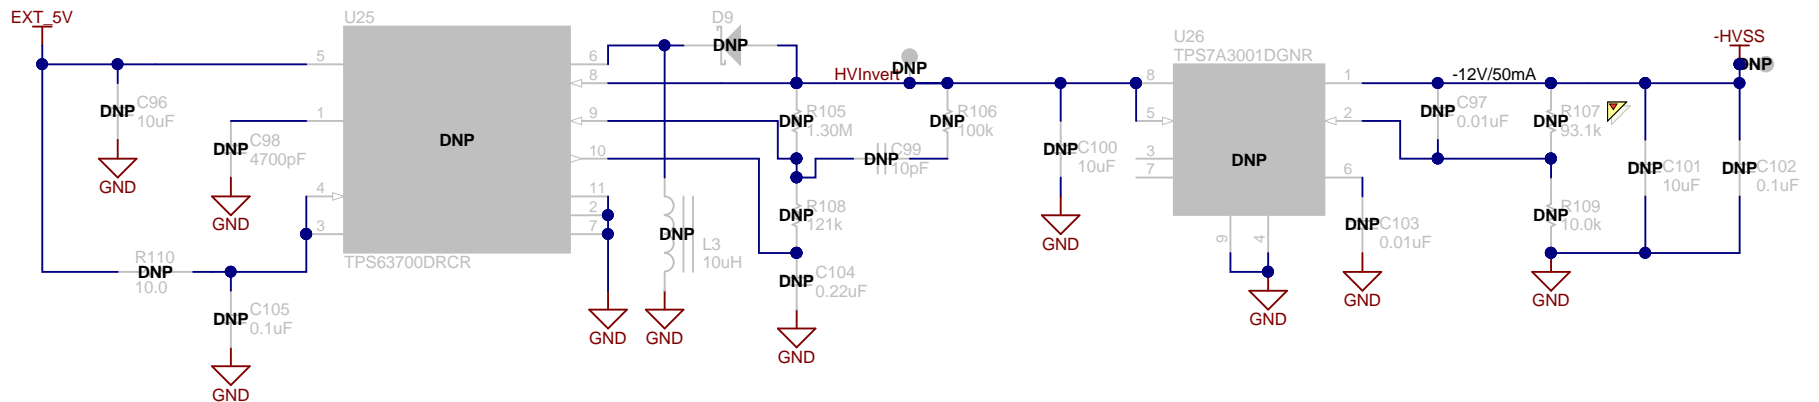 EXT_5V
U25
DNP
TPS63700DRCR
5
1
4
3
6
8
9
10
11
2
7
DNP
C96
10uF
GND
DNP
C98
4700pF
GND
R110
DNP
10.0
DNP
C105
0.1uF
GND
D9
DNP
HVInvert
DNP
DNP
R105
1.30M
DNP
R106
100k
DNP
C99
10pF
DNP
R108
121k
DNP
L3
10uH
DNP
C104
0.22uF
GND
GND
GND
DNP
C100
10uF
GND
U26
TPS7A3001DGNR
DNP
8
5
3
7
1
2
6
9
4
GND
-12V/50mA
DNP
C97
0.01uF
DNP
R107
93.1k
DNP
R109
10.0k
GND
DNP
C103
0.01uF
GND
DNP
C101
10uF
DNP
C102
0.1uF
-HVSS
DNP